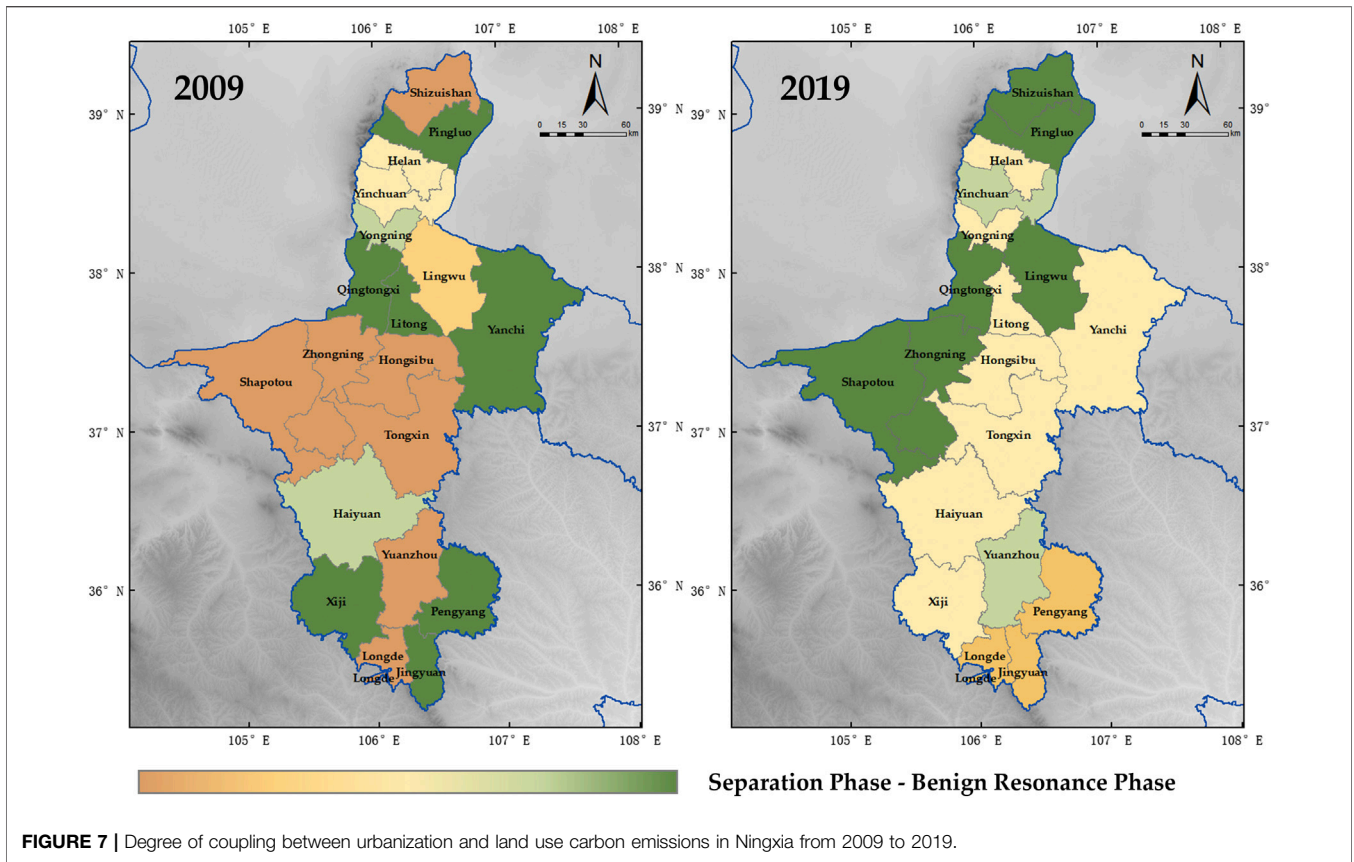 105° E 106° E 107° E 108° E
2009
N
0 15 30 60
km
39° N
38° N
37° N
36° N
Shizuishan
Pingluo
Helan
Yinchuan
Yongning
Lingwu
Qingtongxi
Litong
Yanchi
Zhongning
Hongsibu
Shapotou
Tongxin
Haiyuan
Yuanzhou
Xiji
Pengyang
Longde
Jingyuan
Longde
105° E 106° E 107° E 108° E
105° E 106° E 107° E 108° E
2019
N
0 15 30 60
km
39° N
38° N
37° N
36° N
39° N
38° N
37° N
36°
Shizuishan
Pingluo
Helan
Yinchuan
Yongning
Lingwu
Qingtongxi
Litong
Yanchi
Zhongning
Hongsibu
Shapotou
Tongxin
Haiyuan
Yuanzhou
Xiji
Pengyang
Longde
Jingyuan
Longde
105° E 106° E 107° E 108° E
Separation Phase - Benign Resonance Phase
FIGURE 7 | Degree of coupling between urbanization and land use carbon emissions in Ningxia from 2009 to 2019.